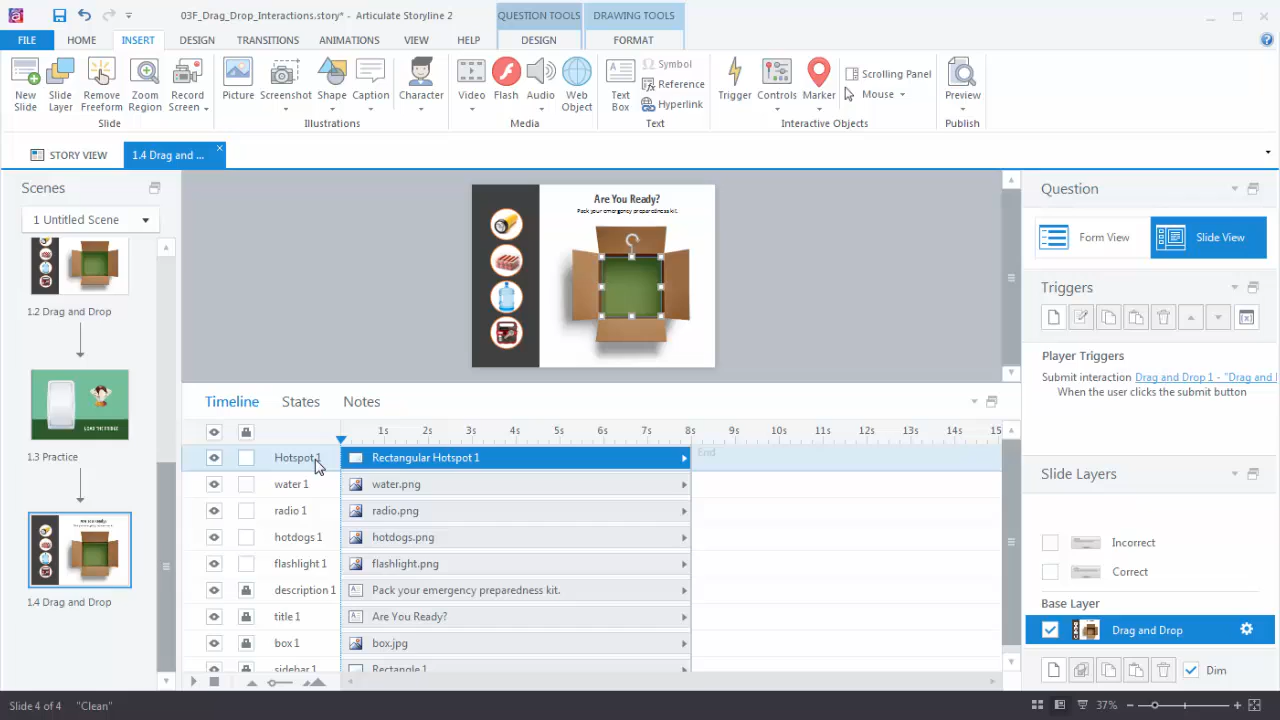 03F_Drag_Drop_Interactions.story* - Articulate Storyline 2
QUESTION TOOLS
DRAWING TOOLS
FILE
HOME
INSERT
DESIGN
TRANSITIONS
ANIMATIONS
VIEW
HELP
DESIGN
FORMAT
New Slide
Slide Layer
Remove Freeform
Zoom Region
Record Screen
Picture
Screenshot
Shape
Caption
Character
Video
Flash
Audio
Web Object
Text Box
Symbol
Reference
Hyperlink
Trigger
Controls
Marker
Scrolling Panel
Mouse
Preview
Slide
Illustrations
Media
Text
Interactive Objects
Publish
STORY VIEW
1.4 Drag and ...
Scenes
1 Untitled Scene
1.2 Drag and Drop
1.3 Practice
1.4 Drag and Drop
Are You Ready?
Pack your emergency preparedness kit.
Timeline
States
Notes
1s 2s 3s 4s 5s 6s 7s 8s 9s 10s 11s 12s 13s 14s 15
Hotspot 1
Rectangular Hotspot 1
End
water 1
water.png
radio 1
radio.png
hotdogs 1
hotdogs.png
flashlight 1
flashlight.png
description 1
Pack your emergency preparedness kit.
title 1
Are You Ready?
box 1
box.jpg
sidebar 1
Rectangle 1
Question
Form View
Slide View
Triggers
Player Triggers
Submit interaction Drag and Drop 1 - "Drag and
When the user clicks the submit button
Slide Layers
Incorrect
Correct
Base Layer
Drag and Drop
Dim
Slide 4 of 4
"Clean"
37%